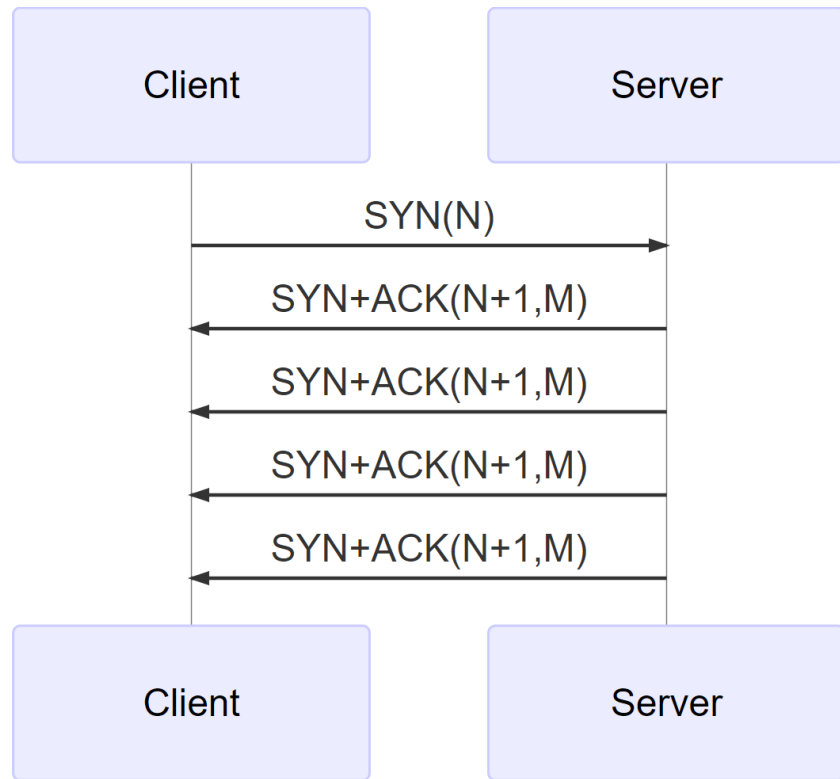 Client
Server
SYN(N)
SYN+ACK(N+1,M)
SYN+ACK(N+1,M)
SYN+ACK(N+1,M)
SYN+ACK(N+1,M)
Client
Server